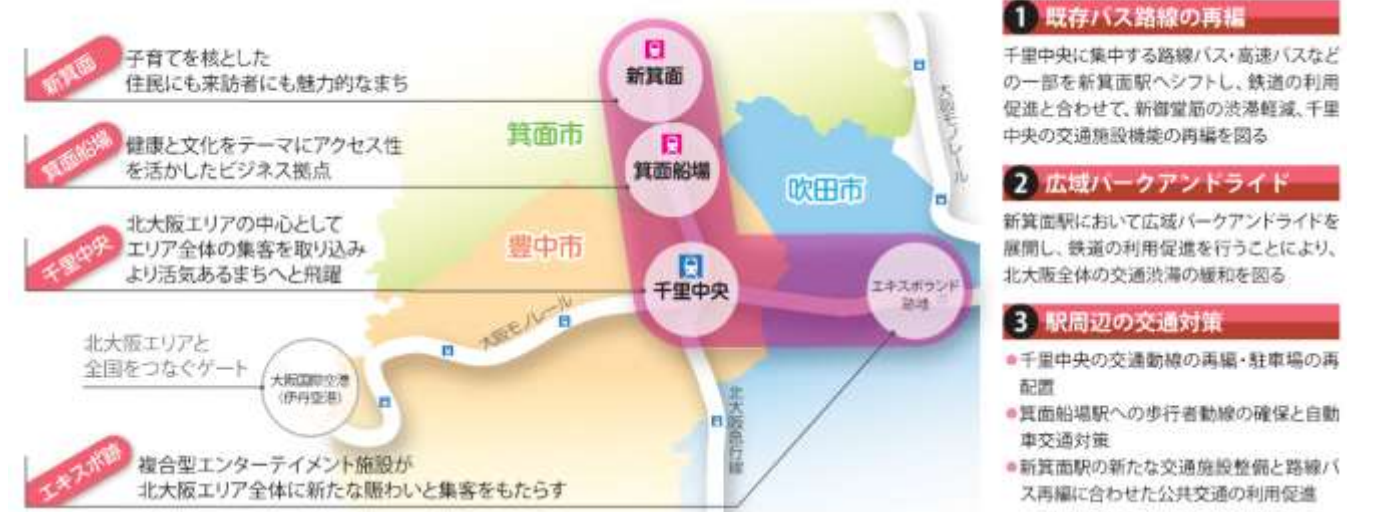 新箕面
子育てを核とした
住民にも来訪者にも魅力的なまち
箕面船場
健康と文化をテーマにアクセス性
を活かしたビジネス拠点
千里中央
北大阪エリアの中心として
エリア全体の集客を取り込み
より活気あるまちへと飛躍
北大阪エリアと
全国をつなぐゲート
大阪国際空港
(伊丹空港)
エキスポ跡
複合型エンターテイメント施設が
北大阪エリア全体に新たな賑わいと集客をもたらす
新箕面
箕面市
箕面船場
吹田市
豊中市
千里中央
エキスポランド
跡地
大阪モノレール
大阪モノレール
北大阪急行線
1 既存バス路線の再編
千里中央に集中する路線バス・高速バスなど
の一部を新箕面駅へシフトし、鉄道の利用
促進と合わせて、新御堂筋の渋滞軽減、千里
中央の交通施設機能の再編を図る
2 広域パークアンドライド
新箕面駅において広域パークアンドライドを
展開し、鉄道の利用促進を行うことにより、
北大阪全体の交通渋滞の緩和を図る
3 駅周辺の交通対策
●千里中央の交通動線の再編・駐車場の再
配置
●箕面船場駅への歩行者動線の確保と自動
車交通対策
●新箕面駅の新たな交通施設整備と路線バ
ス再編に合わせた公共交通の利用促進